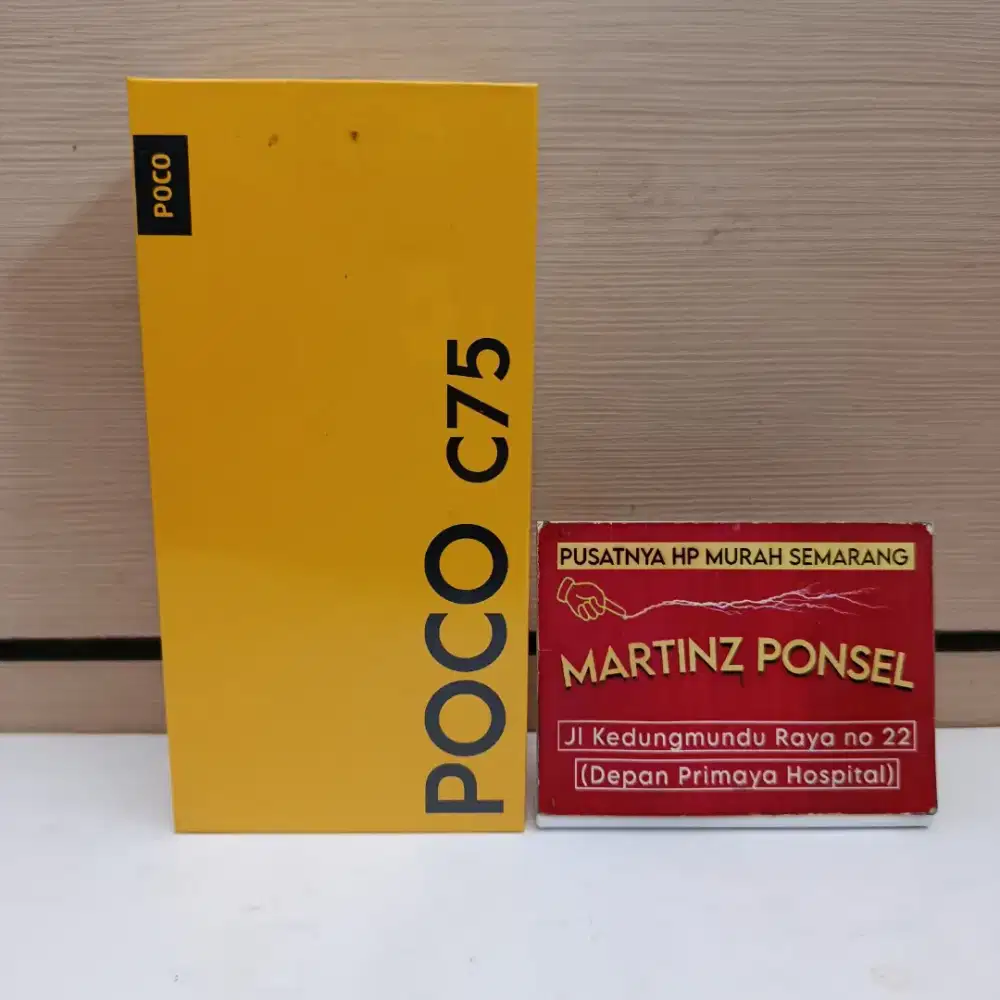 POCO
POCO C75
PUSATNYA HP MURAH SEMARANG
MARTINZ PONSEL
Jl Kedungmundu Raya no 22
(Depan Primaya Hospital)